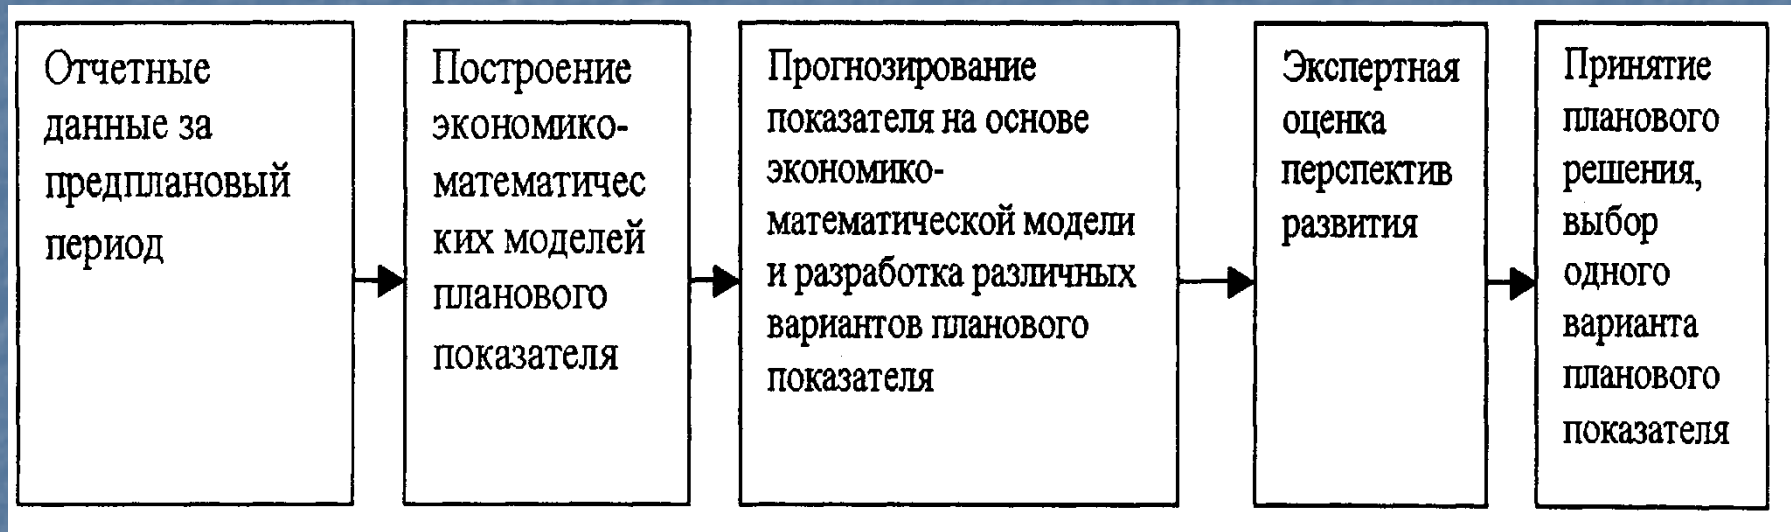 Отчетные
данные за
предплановый
период
Построение
экономико-
математичес
ких моделей
планового
показателя
Прогнозирование
показателя на основе
экономико-
математической модели
и разработка различных
вариантов планового
показателя
Экспертная
оценка
перспектив
развития
Принятие
планового
решения,
выбор
одного
варианта
планового
показателя